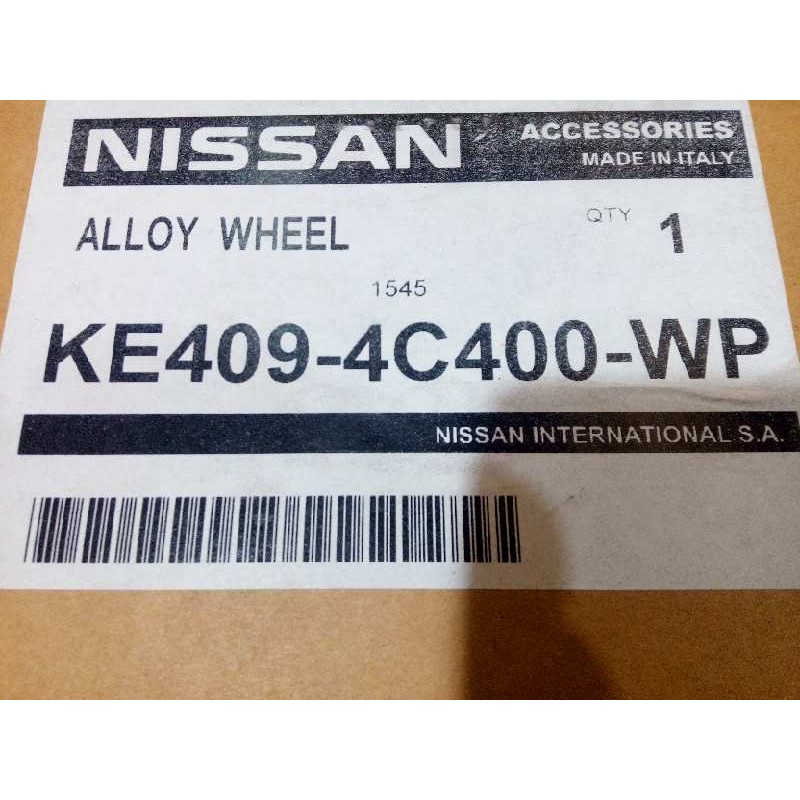 NISSAN ACCESSORIES
MADE IN ITALY
ALLOY WHEEL QTY 1
1545
KE409-4C400-WP
NISSAN INTERNATIONAL S.A.